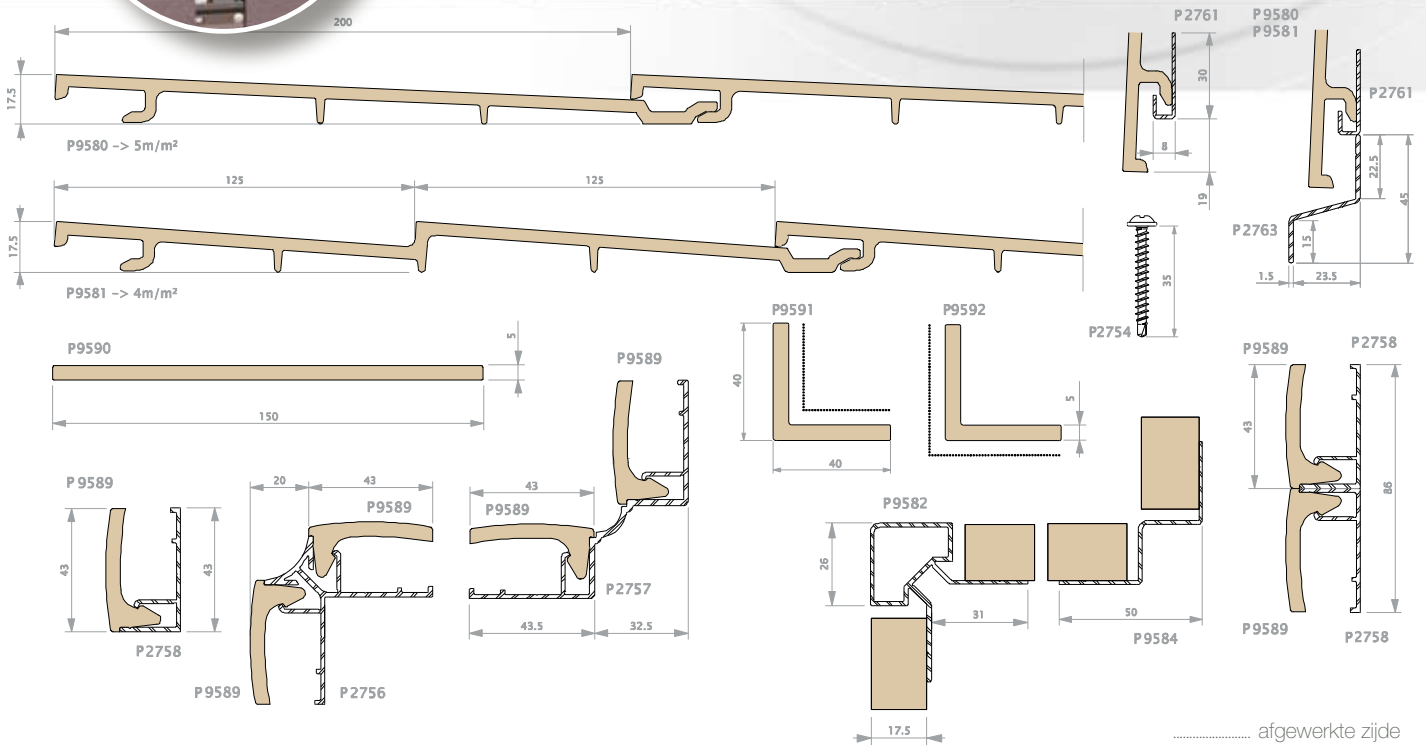 200
17.5
P9580 -> 5m/m²
125
125
17.5
P9581 -> 4m/m²
P2761
30
8
19
P9580
P9581
P2761
22.5
45
P2763
15
1.5
23.5
35
P2754
P9590
5
150
P9591
40
40
P9592
5
P9589
43
43
P2758
20
43
P9589
P9589
P2756
43
P9589
P9589
P2757
43.5
32.5
P9582
26
31
50
P9584
17.5
P9589
P2758
43
86
P9589
P2758
afgewerkte zijde